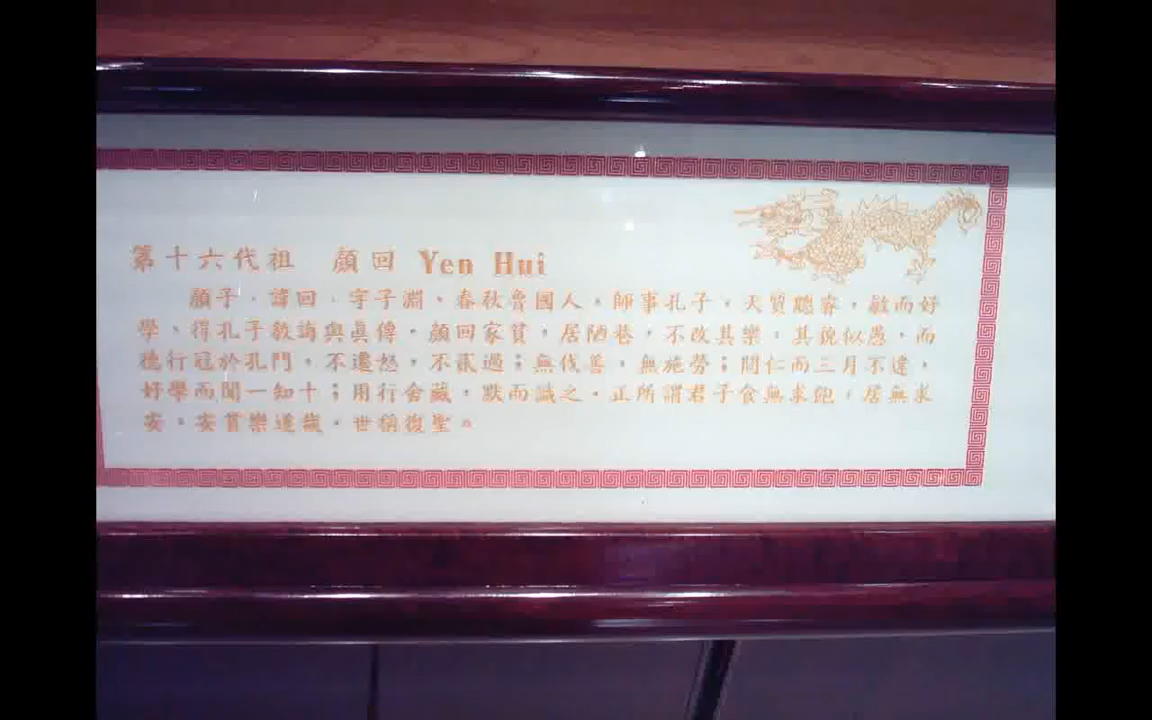 第十六代祖 顏回 Yen Hui
顏子，諱回，字子淵，春秋魯國人。師事孔子。天質聰睿，敏而好
學，得孔子教誨與真傳。顏回家貧，居陋巷，不改其樂，其貌似愚，而
德行冠於孔門。不遷怒，不貳過；無伐善，無施勞；問仁而三月不違，
好學而聞一知十；用行舍藏，默而識之。正所謂君子食無求飽，居無求
安。安貧樂道箴。世稱復聖。